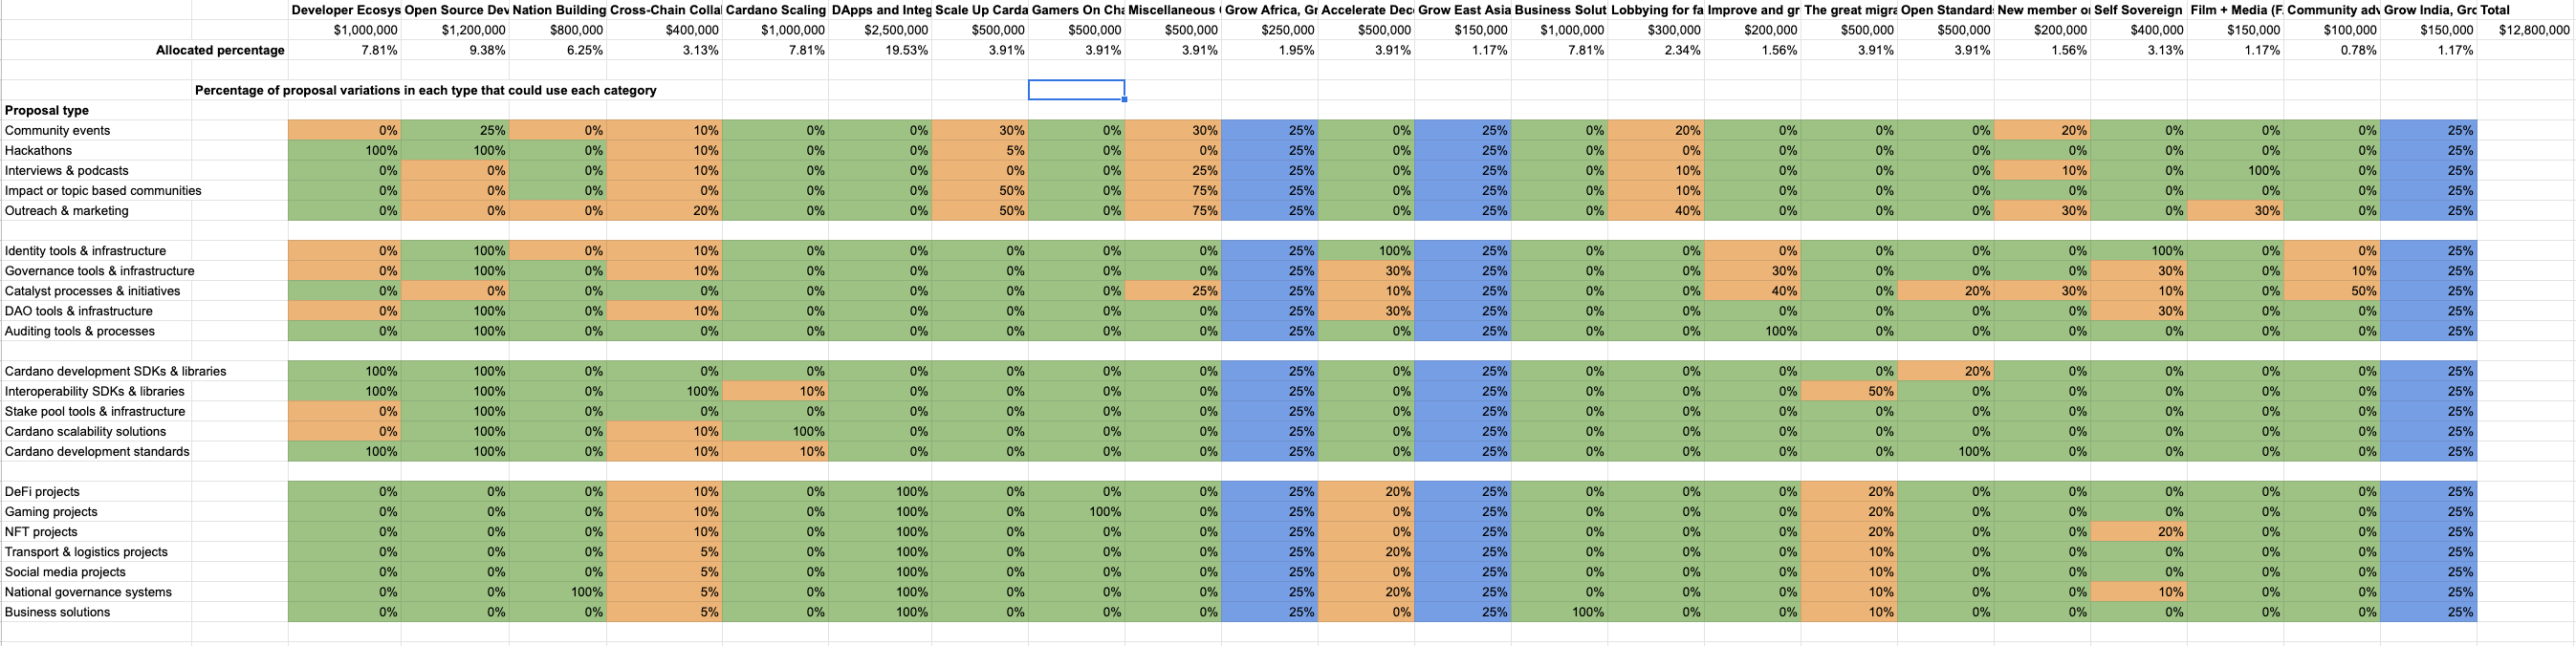 Developer Ecosys Open Source Dev Nation Building Cross-Chain Colla Cardano Scaling DApps and Integ Scale Up Carda Gamers On Cha Miscellaneous Grow Africa, Gr Accelerate Dec Grow East Asia Business Solut Lobbying for fa Improve and gr The great migra Open Standard New member o Self Sovereign Film + Media (F. Community adv Grow India, Gro Total
$1,000,000 $1,200,000 $800,000 $400,000 $1,000,000 $2,500,000 $500,000 $500,000 $500,000 $250,000 $500,000 $150,000 $1,000,000 $300,000 $200,000 $500,000 $500,000 $200,000 $400,000 $150,000 $100,000 $150,000 $12,800,000
Allocated percentage 7.81% 9.38% 6.25% 3.13% 7.81% 19.53% 3.91% 3.91% 3.91% 1.95% 3.91% 1.17% 7.81% 2.34% 1.56% 3.91% 3.91% 1.56% 3.13% 1.17% 0.78% 1.17%
Percentage of proposal variations in each type that could use each category
Proposal type
Community events 0% 25% 0% 10% 0% 0% 30% 0% 30% 25% 0% 25% 0% 20% 0% 0% 0% 20% 0% 0% 0% 25%
Hackathons 100% 100% 0% 10% 0% 0% 5% 0% 0% 25% 0% 25% 0% 0% 0% 0% 0% 0% 0% 0% 0% 25%
Interviews & podcasts 0% 0% 0% 10% 0% 0% 0% 0% 25% 25% 0% 25% 0% 10% 0% 0% 0% 10% 0% 100% 0% 25%
Impact or topic based communities 0% 0% 0% 0% 0% 0% 50% 0% 75% 25% 0% 25% 0% 10% 0% 0% 0% 0% 0% 0% 0% 25%
Outreach & marketing 0% 0% 0% 20% 0% 0% 50% 0% 75% 25% 0% 25% 0% 40% 0% 0% 0% 30% 0% 30% 0% 25%
Identity tools & infrastructure 0% 100% 0% 10% 0% 0% 0% 0% 0% 25% 100% 25% 0% 0% 0% 0% 0% 0% 100% 0% 0% 25%
Governance tools & infrastructure 0% 100% 0% 10% 0% 0% 0% 0% 0% 25% 30% 25% 0% 0% 30% 0% 0% 0% 30% 0% 10% 25%
Catalyst processes & initiatives 0% 0% 0% 0% 0% 0% 0% 0% 25% 25% 10% 25% 0% 0% 40% 0% 20% 30% 10% 0% 50% 25%
DAO tools & infrastructure 0% 100% 0% 10% 0% 0% 0% 0% 0% 25% 30% 25% 0% 0% 0% 0% 0% 0% 30% 0% 0% 25%
Auditing tools & processes 0% 100% 0% 0% 0% 0% 0% 0% 0% 25% 0% 25% 0% 0% 100% 0% 0% 0% 0% 0% 0% 25%
Cardano development SDKs & libraries 100% 100% 0% 0% 0% 0% 0% 0% 0% 25% 0% 25% 0% 0% 0% 0% 20% 0% 0% 0% 0% 25%
Interoperability SDKs & libraries 100% 100% 0% 100% 10% 0% 0% 0% 0% 25% 0% 25% 0% 0% 0% 50% 0% 0% 0% 0% 0% 25%
Stake pool tools & infrastructure 0% 100% 0% 0% 0% 0% 0% 0% 0% 25% 0% 25% 0% 0% 0% 0% 0% 0% 0% 0% 0% 25%
Cardano scalability solutions 0% 100% 0% 10% 100% 0% 0% 0% 0% 25% 0% 25% 0% 0% 0% 0% 0% 0% 0% 0% 0% 25%
Cardano development standards 100% 100% 0% 10% 10% 0% 0% 0% 0% 25% 0% 25% 0% 0% 0% 0% 100% 0% 0% 0% 0% 25%
DeFi projects 0% 0% 0% 10% 0% 100% 0% 0% 0% 25% 20% 25% 0% 0% 0% 20% 0% 0% 0% 0% 0% 25%
Gaming projects 0% 0% 0% 10% 0% 100% 0% 100% 0% 25% 0% 25% 0% 0% 0% 20% 0% 0% 0% 0% 0% 25%
NFT projects 0% 0% 0% 10% 0% 100% 0% 0% 0% 25% 0% 25% 0% 0% 0% 20% 0% 0% 20% 0% 0% 25%
Transport & logistics projects 0% 0% 0% 5% 0% 100% 0% 0% 0% 25% 20% 25% 0% 0% 0% 10% 0% 0% 0% 0% 0% 25%
Social media projects 0% 0% 0% 5% 0% 100% 0% 0% 0% 25% 0% 25% 0% 0% 0% 10% 0% 0% 0% 0% 0% 25%
National governance systems 0% 0% 100% 5% 0% 100% 0% 0% 0% 25% 20% 25% 0% 0% 0% 10% 0% 0% 10% 0% 0% 25%
Business solutions 0% 0% 0% 5% 0% 100% 0% 0% 0% 25% 0% 25% 100% 0% 0% 10% 0% 0% 0% 0% 0% 25%